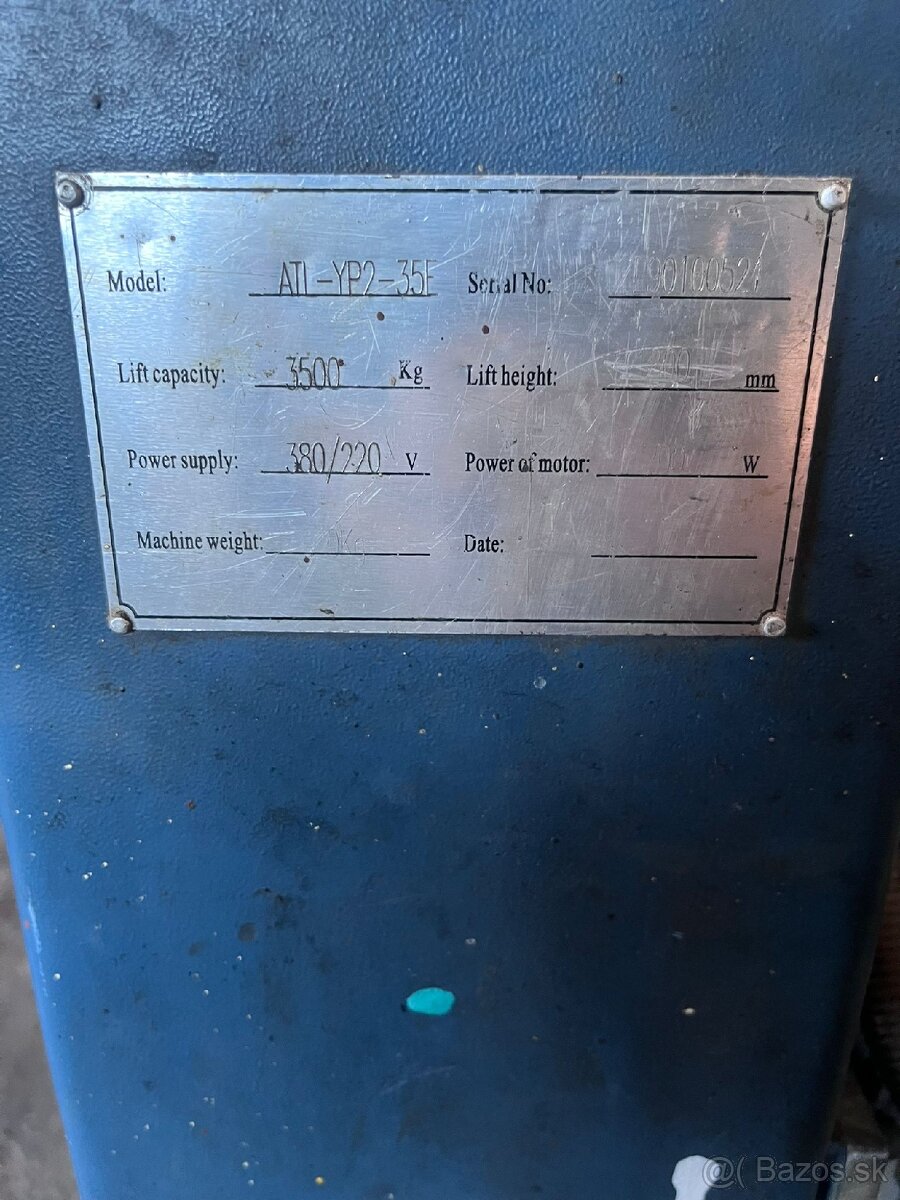 Model: ATL-YP2-35F Serial No:
Lift capacity: 3500 Kg Lift height: mm
Power supply: 380/220 V Power of motor: W
Machine weight: Date:
@( Bazos.sk